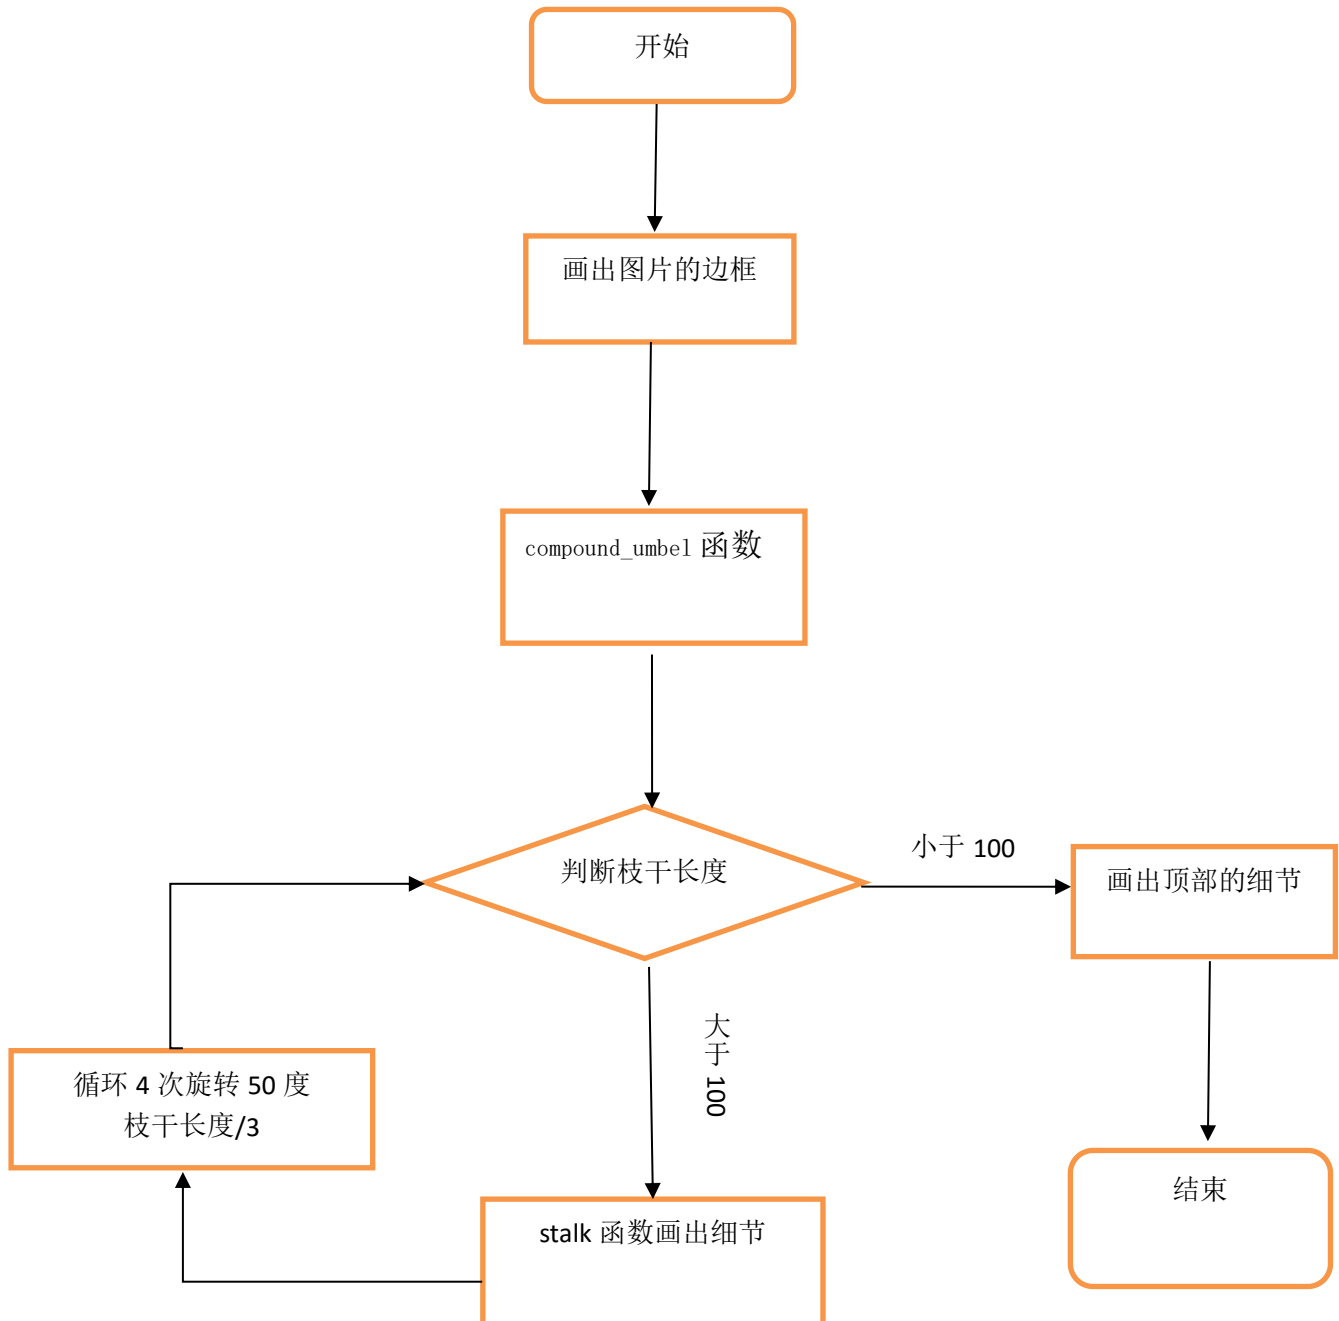 开始
画出图片的边框
compound_umbel 函数
判断枝干长度
小于 100
画出顶部的细节
大于 100
循环 4 次旋转 50 度
枝干长度/3
stalk 函数画出细节
结束